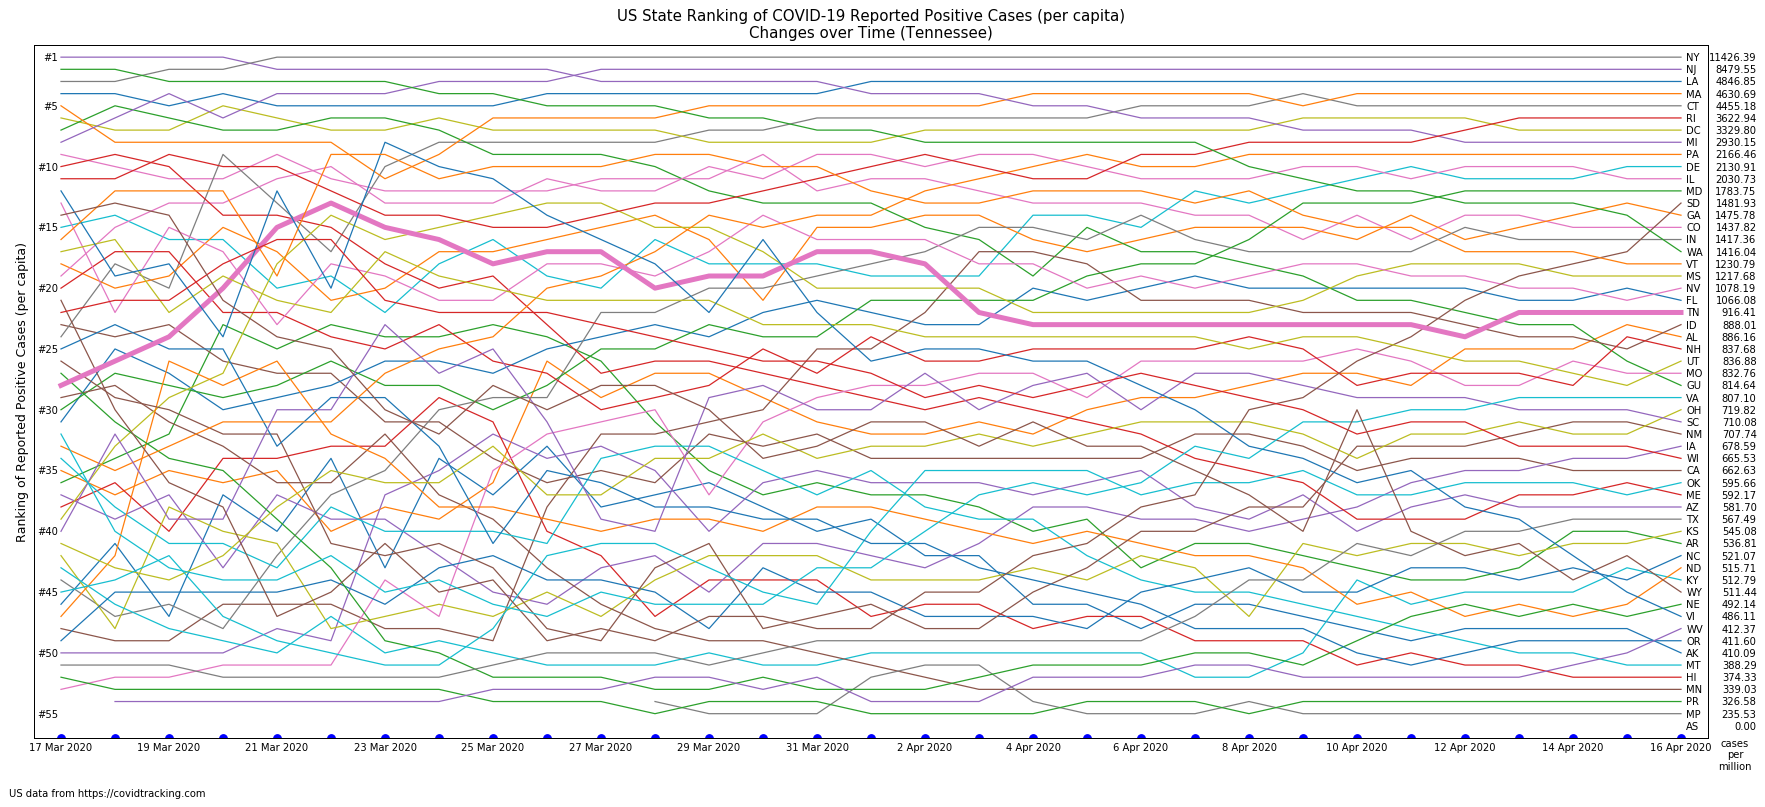 US State Ranking of COVID-19 Reported Positive Cases (per capita)
Changes over Time (Tennessee)
Ranking of Reported Positive Cases (per capita)
#1
#5
#10
#15
#20
#25
#30
#35
#40
#45
#50
#55
NY 11426.39
NJ 8479.55
LA 4846.85
MA 4630.69
CT 4455.18
RI 3622.94
DC 3329.80
MI 2930.15
PA 2166.46
DE 2130.91
IL 2030.73
MD 1783.75
SD 1481.93
GA 1475.78
CO 1437.82
IN 1417.36
WA 1416.04
VT 1230.79
MS 1217.68
NV 1078.19
FL 1066.08
TN 916.41
ID 888.01
AL 886.16
NH 837.68
UT 836.88
MO 832.76
GU 814.64
VA 807.10
OH 719.82
SC 710.08
NM 707.74
IA 678.59
WI 665.53
CA 662.63
OK 595.66
ME 592.17
AZ 581.70
TX 567.49
KS 545.08
AR 536.81
NC 521.07
ND 515.71
KY 512.79
WY 511.44
NE 492.14
VI 486.11
WV 412.37
OR 411.60
AK 410.09
MT 388.29
HI 374.33
MN 339.03
PR 326.58
MP 235.53
AS 0.00
17 Mar 2020 19 Mar 2020 21 Mar 2020 23 Mar 2020 25 Mar 2020 27 Mar 2020 29 Mar 2020 31 Mar 2020 2 Apr 2020 4 Apr 2020 6 Apr 2020 8 Apr 2020 10 Apr 2020 12 Apr 2020 14 Apr 2020 16 Apr 2020
cases
per
million
US data from https://covidtracking.com